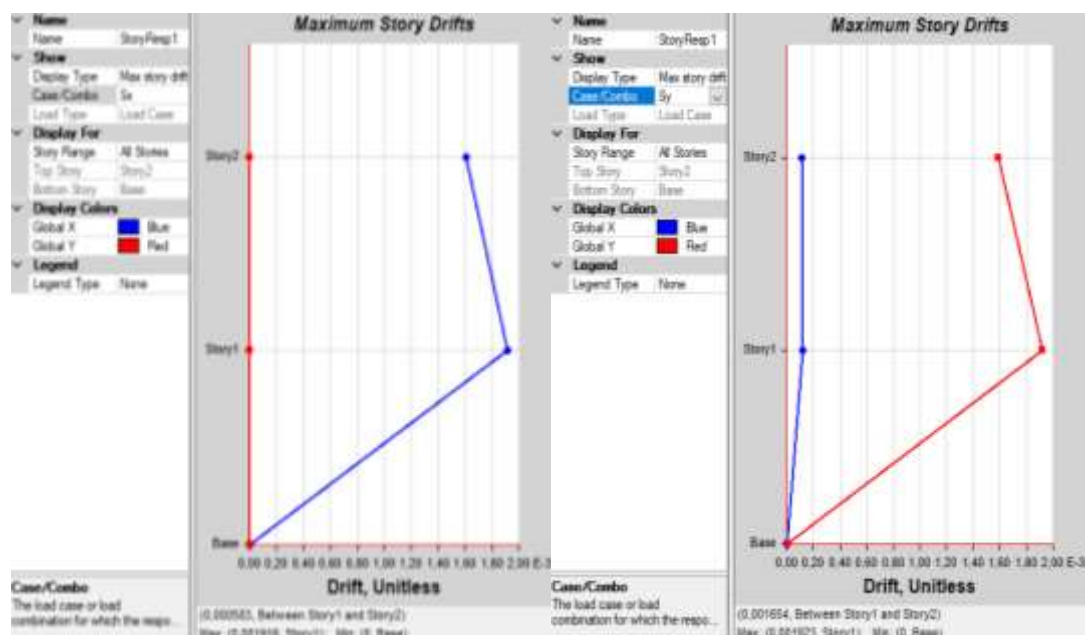 Name
Name StoryResp1
Show
Display Type Max story drift
Case/Combo Sx
Load Type Load Case
Display For
Story Range All Stories
Top Story Story2
Bottom Story Base
Display Colors
Global X Blue
Global Y Red
Legend
Legend Type None
Case/Combo
The load case or load
combination for which the respo...
Maximum Story Drifts
Story2
Story1
Base
0.00 0.20 0.40 0.60 0.80 1.00 1.20 1.40 1.60 1.80 2.00 E-3
Drift, Unitless
(0,000583, Between Story1 and Story2)
Name
Name StoryResp1
Show
Display Type Max story drift
Case/Combo Sy
Load Type Load Case
Display For
Story Range All Stories
Top Story Story2
Bottom Story Base
Display Colors
Global X Blue
Global Y Red
Legend
Legend Type None
Case/Combo
The load case or load
combination for which the respo...
Maximum Story Drifts
Story2
Story1
Base
0.00 0.20 0.40 0.60 0.80 1.00 1.20 1.40 1.60 1.80 2.00 E-3
Drift, Unitless
(0,001654, Between Story1 and Story2)